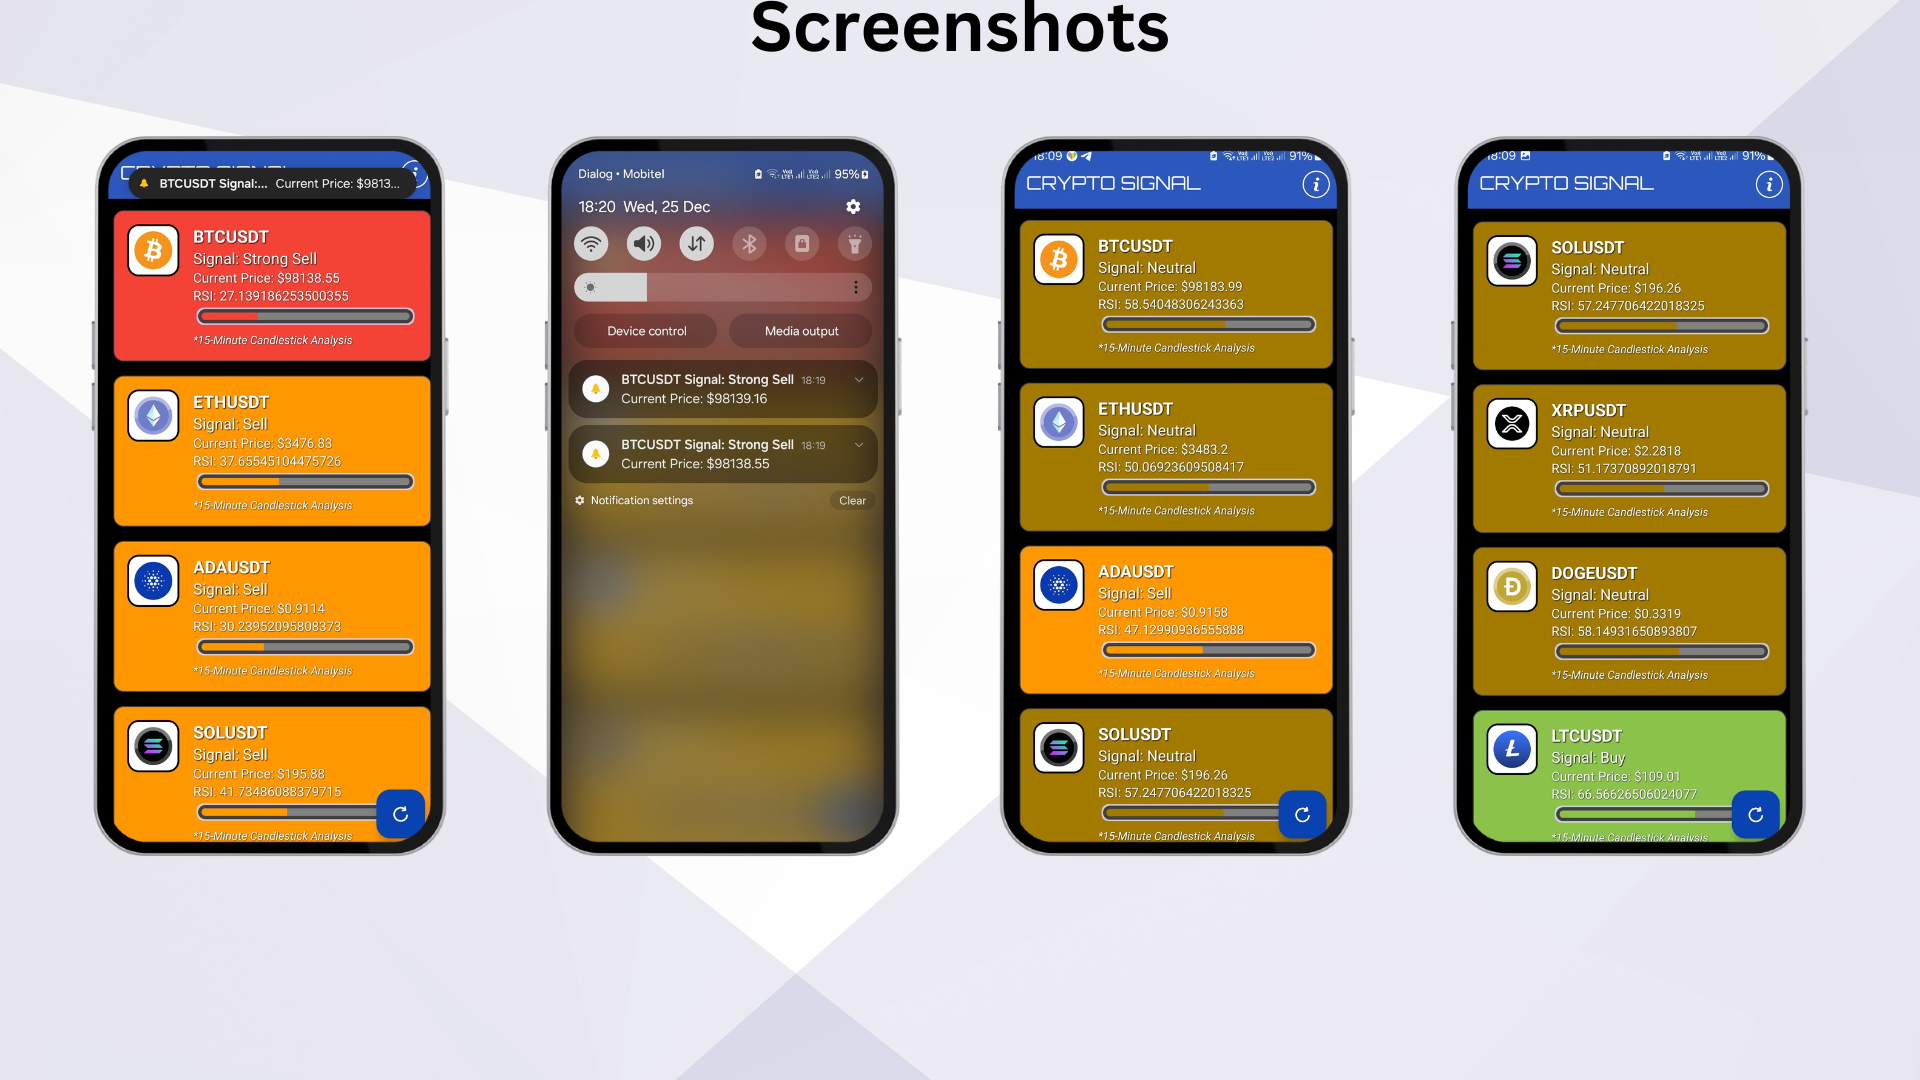 Screenshots
CRYPTO SIGNAL
BTCUSDT Signal:... Current Price: $9813...
BTCUSDT
Signal: Strong Sell
Current Price: $98138.55
RSI: 27.139186253500355
*15-Minute Candlestick Analysis
ETHUSDT
Signal: Sell
Current Price: $3476.83
RSI: 37.65545104475726
*15-Minute Candlestick Analysis
ADAUSDT
Signal: Sell
Current Price: $0.9114
RSI: 30.23952095808373
*15-Minute Candlestick Analysis
SOLUSDT
Signal: Sell
Current Price: $195.88
RSI: 41.73486088379715
*15-Minute Candlestick Analysis
Dialog • Mobitel 95%
18:20 Wed, 25 Dec
Device control Media output
BTCUSDT Signal: Strong Sell 18:19
Current Price: $98139.16
BTCUSDT Signal: Strong Sell 18:19
Current Price: $98138.55
Notification settings Clear
18:09 91%
CRYPTO SIGNAL
BTCUSDT
Signal: Neutral
Current Price: $98183.99
RSI: 58.54048306243363
*15-Minute Candlestick Analysis
ETHUSDT
Signal: Neutral
Current Price: $3483.2
RSI: 50.06923609508417
*15-Minute Candlestick Analysis
ADAUSDT
Signal: Sell
Current Price: $0.9158
RSI: 47.12990936555888
*15-Minute Candlestick Analysis
SOLUSDT
Signal: Neutral
Current Price: $196.26
RSI: 57.247706422018325
*15-Minute Candlestick Analysis
18:09 91%
CRYPTO SIGNAL
SOLUSDT
Signal: Neutral
Current Price: $196.26
RSI: 57.247706422018325
*15-Minute Candlestick Analysis
XRPUSDT
Signal: Neutral
Current Price: $2.2818
RSI: 51.17370892018791
*15-Minute Candlestick Analysis
DOGEUSDT
Signal: Neutral
Current Price: $0.3319
RSI: 58.14931650893807
*15-Minute Candlestick Analysis
LTCUSDT
Signal: Buy
Current Price: $109.01
RSI: 66.56626506024077
*15-Minute Candlestick Analysis